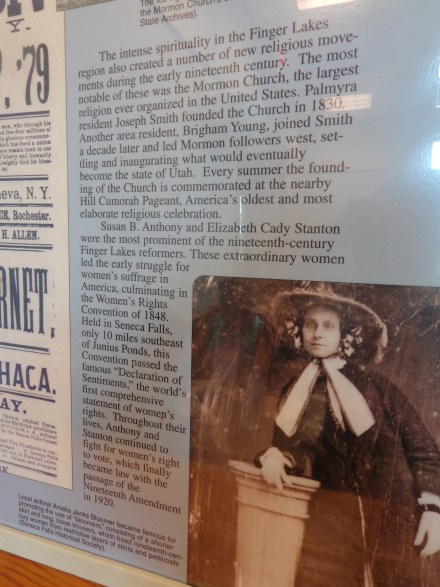 the Mormon Church's
State Archives).
The intense spirituality in the Finger Lakes
region also created a number of new religious move-
ments during the early nineteenth century. The most
notable of these was the Mormon Church, the largest
religion ever organized in the United States. Palmyra
resident Joseph Smith founded the Church in 1830.
Another area resident, Brigham Young, joined Smith
a decade later and led Mormon followers west, set-
tling and inaugurating what would eventually
become the state of Utah. Every summer the found-
ing of the Church is commemorated at the nearby
Hill Cumorah Pageant, America's oldest and most
elaborate religious celebration.
Susan B. Anthony and Elizabeth Cady Stanton
were the most prominent of the nineteenth-century
Finger Lakes reformers. These extraordinary women
led the early struggle for
women's suffrage in
America, culminating in
the Women's Rights
Convention of 1848.
Held in Seneca Falls,
only 10 miles southeast
of Junius Ponds, this
Convention passed the
famous "Declaration of
Sentiments," the world's
first comprehensive
statement of women's
rights. Throughout their
lives, Anthony and
Stanton continued to
fight for women's right
to vote, which finally
became law with the
passage of the
Nineteenth Amendment
in 1920.
Local activist Amelia Jenks Bloomer became famous for
promoting the use of "bloomers," consisting of a shorter
skirt and long, loose trousers, which freed nineteenth-cen-
tury women from restrictive layers of skirts and petticoats
(Seneca Falls Historical Society).
Y.
, '79
eva, N. Y.
CE, Rochester.
H. ALLEN.
RNET,
HACA.
AY.